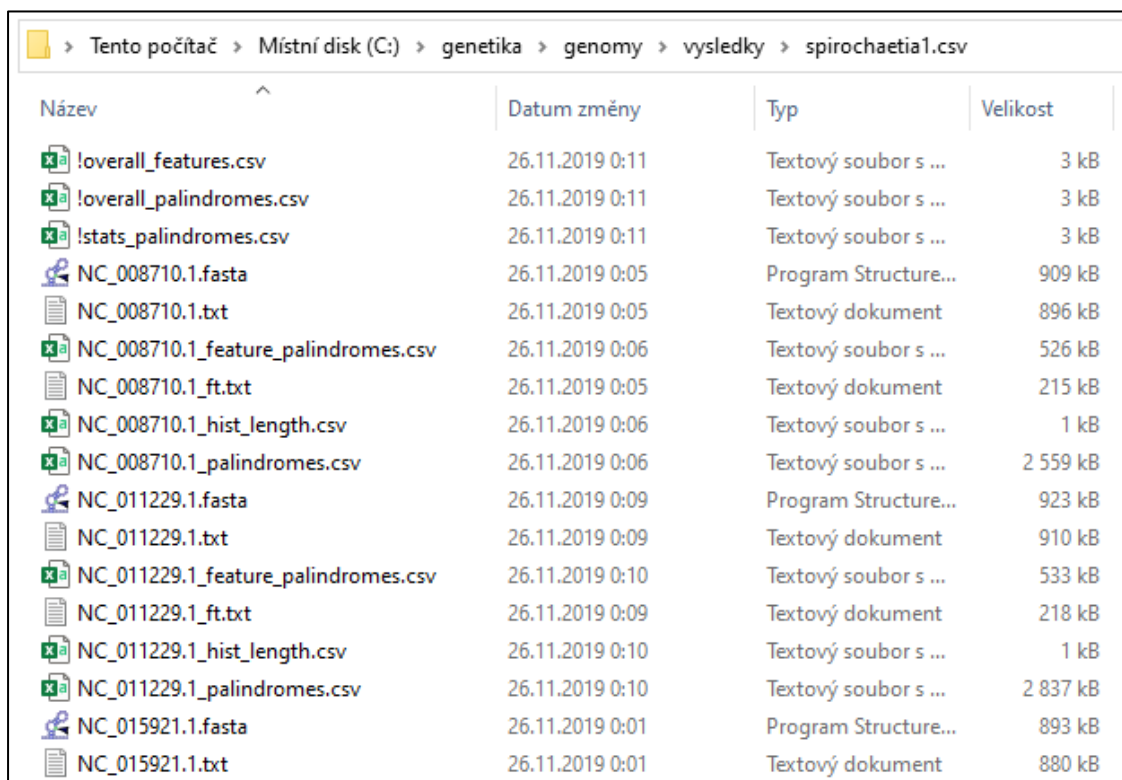 Tento počítač > Místní disk (C:) > genetika > genomy > vysledky > spirochaetia1.csv
Název Datum změny Typ Velikost
!overall_features.csv 26.11.2019 0:11 Textový soubor s ... 3 kB
!overall_palindromes.csv 26.11.2019 0:11 Textový soubor s ... 3 kB
!stats_palindromes.csv 26.11.2019 0:11 Textový soubor s ... 3 kB
NC_008710.1.fasta 26.11.2019 0:05 Program Structure... 909 kB
NC_008710.1.txt 26.11.2019 0:05 Textový dokument 896 kB
NC_008710.1_feature_palindromes.csv 26.11.2019 0:06 Textový soubor s ... 526 kB
NC_008710.1_ft.txt 26.11.2019 0:05 Textový dokument 215 kB
NC_008710.1_hist_length.csv 26.11.2019 0:06 Textový soubor s ... 1 kB
NC_008710.1_palindromes.csv 26.11.2019 0:06 Textový soubor s ... 2 559 kB
NC_011229.1.fasta 26.11.2019 0:09 Program Structure... 923 kB
NC_011229.1.txt 26.11.2019 0:09 Textový dokument 910 kB
NC_011229.1_feature_palindromes.csv 26.11.2019 0:10 Textový soubor s ... 533 kB
NC_011229.1_ft.txt 26.11.2019 0:09 Textový dokument 218 kB
NC_011229.1_hist_length.csv 26.11.2019 0:10 Textový soubor s ... 1 kB
NC_011229.1_palindromes.csv 26.11.2019 0:10 Textový soubor s ... 2 837 kB
NC_015921.1.fasta 26.11.2019 0:01 Program Structure... 893 kB
NC_015921.1.txt 26.11.2019 0:01 Textový dokument 880 kB